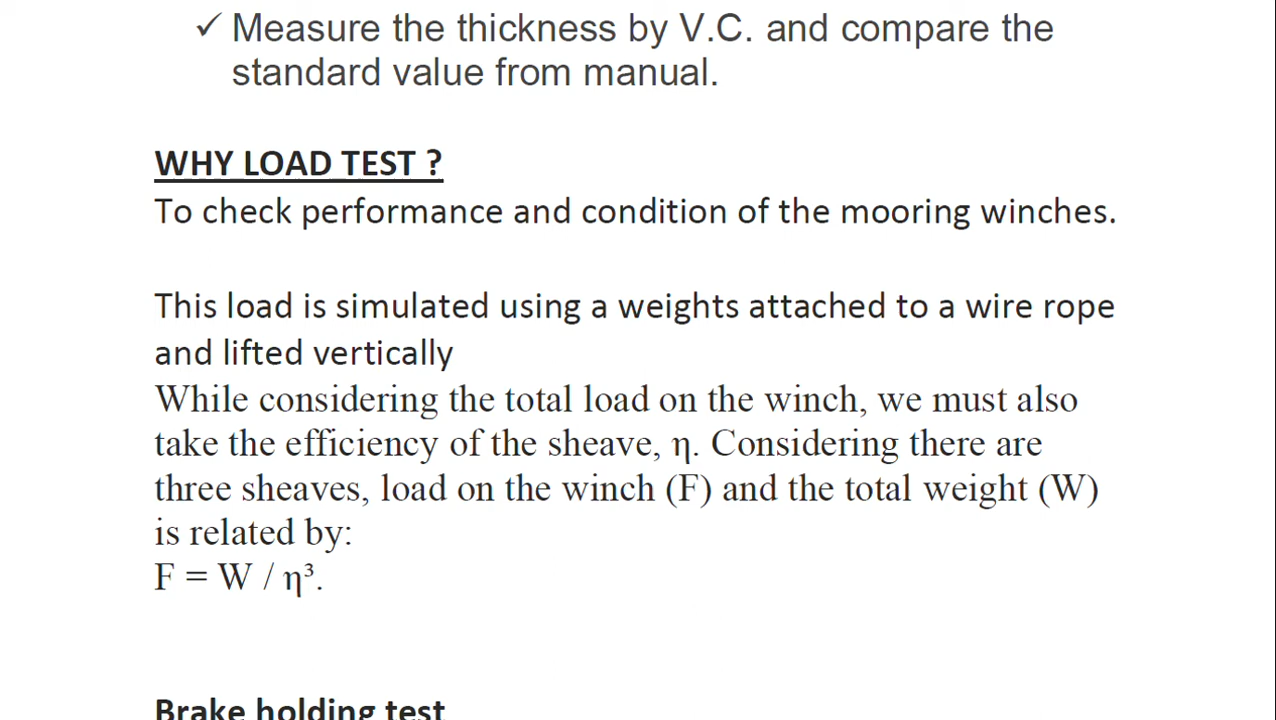 ✓ Measure the thickness by V.C. and compare the
standard value from manual.
WHY LOAD TEST ?
To check performance and condition of the mooring winches.
This load is simulated using a weights attached to a wire rope
and lifted vertically
While considering the total load on the winch, we must also
take the efficiency of the sheave, η. Considering there are
three sheaves, load on the winch (F) and the total weight (W)
is related by:
F = W / η³.
Brake holding test